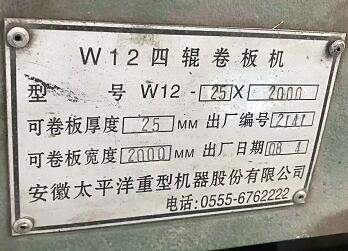 W12四辊卷板机
型 号 W12-25X2000
可卷板厚度 25 MM 出厂编号 2141
可卷板宽度 2000 MM 出厂日期 08.4
安徽太平洋重型机器股份有限公司
电话:0555-6762222